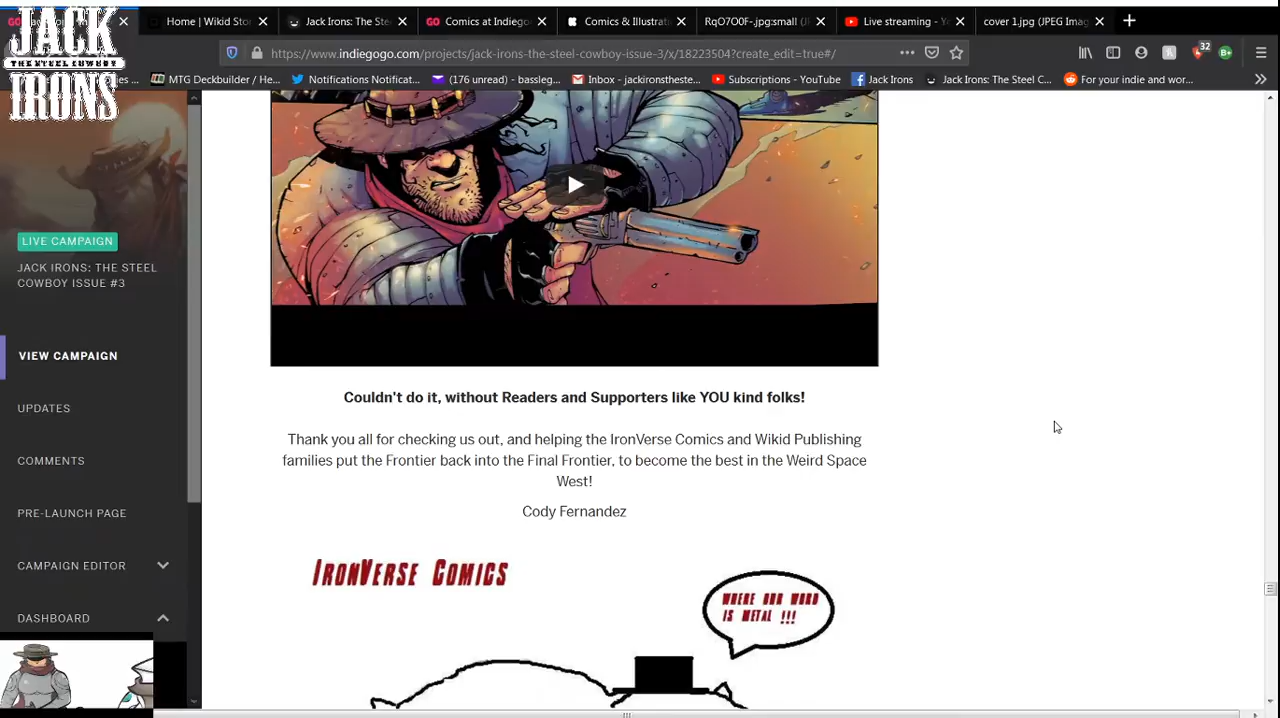 Home | Wikid Sto
Jack Irons: The Ste
Comics at Indiegog
Comics & Illustrati
RqO7O0F-.jpg:small (J
Live streaming - Yo
cover 1.jpg (JPEG Imag
JACK
THE STEEL COWBOY
IRONS
https://www.indiegogo.com/projects/jack-irons-the-steel-cowboy-issue-3/x/18223504?create_edit=true#/
32
MTG Deckbuilder / He...
Notifications Notificat...
(176 unread) - bassleg...
Inbox - jackironstheste...
Subscriptions - YouTube
Jack Irons
Jack Irons: The Steel C...
For your indie and wor...
LIVE CAMPAIGN
JACK IRONS: THE STEEL
COWBOY ISSUE #3
VIEW CAMPAIGN
UPDATES
COMMENTS
PRE-LAUNCH PAGE
CAMPAIGN EDITOR
DASHBOARD
Couldn't do it, without Readers and Supporters like YOU kind folks!
Thank you all for checking us out, and helping the IronVerse Comics and Wikid Publishing
families put the Frontier back into the Final Frontier, to become the best in the Weird Space
West!
Cody Fernandez
IRONVERSE COMICS
WHERE OUR WORD
IS METAL !!!